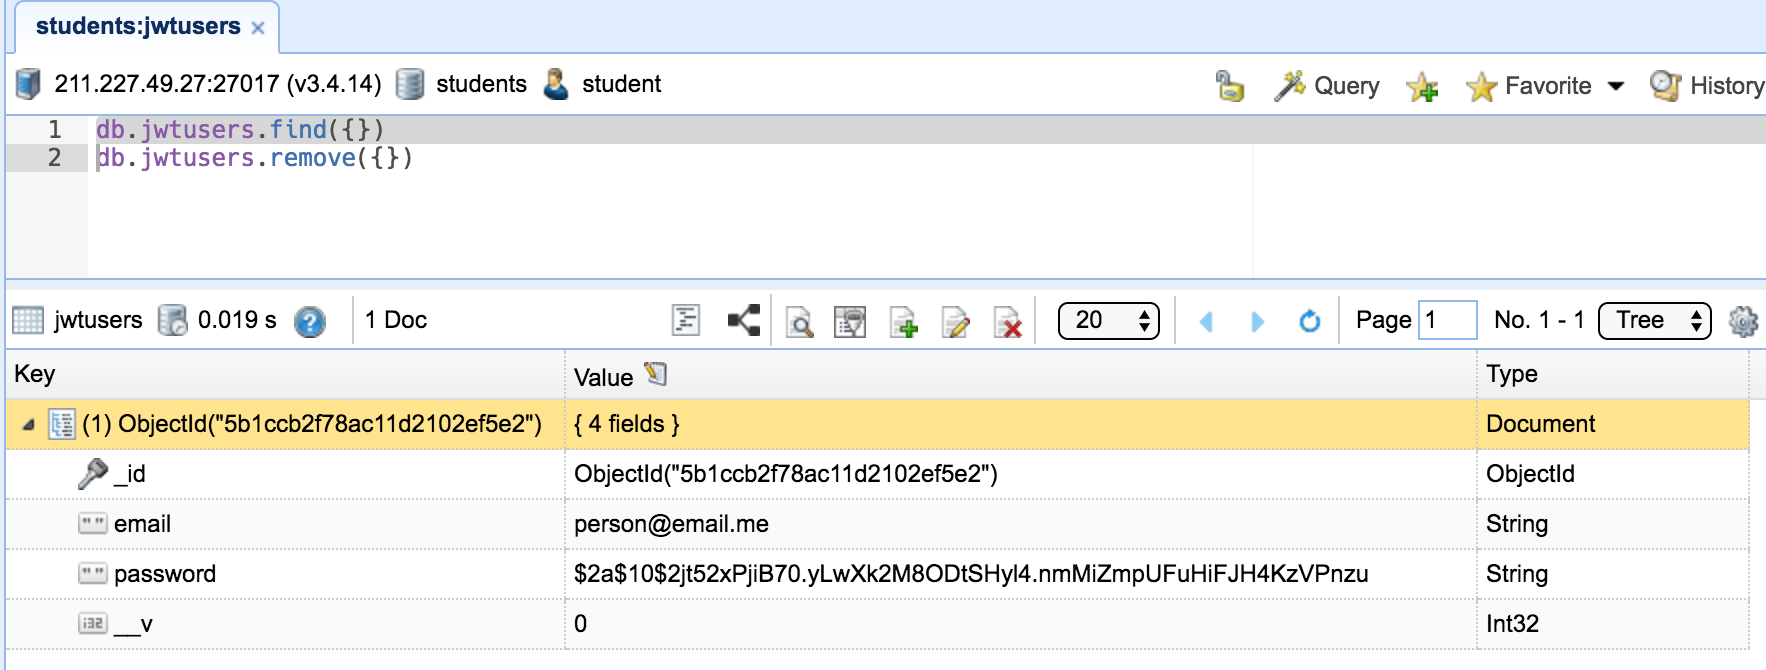 students:jwtusers ×
211.227.49.27:27017 (v3.4.14) students student Query Favorite History
1 db.jwtusers.find({})
2 db.jwtusers.remove({})
jwtusers 0.019 s ? 1 Doc 20 Page 1 No. 1 - 1 Tree
Key Value Type
(1) ObjectId("5b1ccb2f78ac11d2102ef5e2") { 4 fields } Document
_id ObjectId("5b1ccb2f78ac11d2102ef5e2") ObjectId
" " email person@email.me String
" " password $2a$10$2jt52xPjiB70.yLwXk2M8ODtSHyl4.nmMiZmpUFuHiFJH4KzVPnzu String
i32 __v 0 Int32